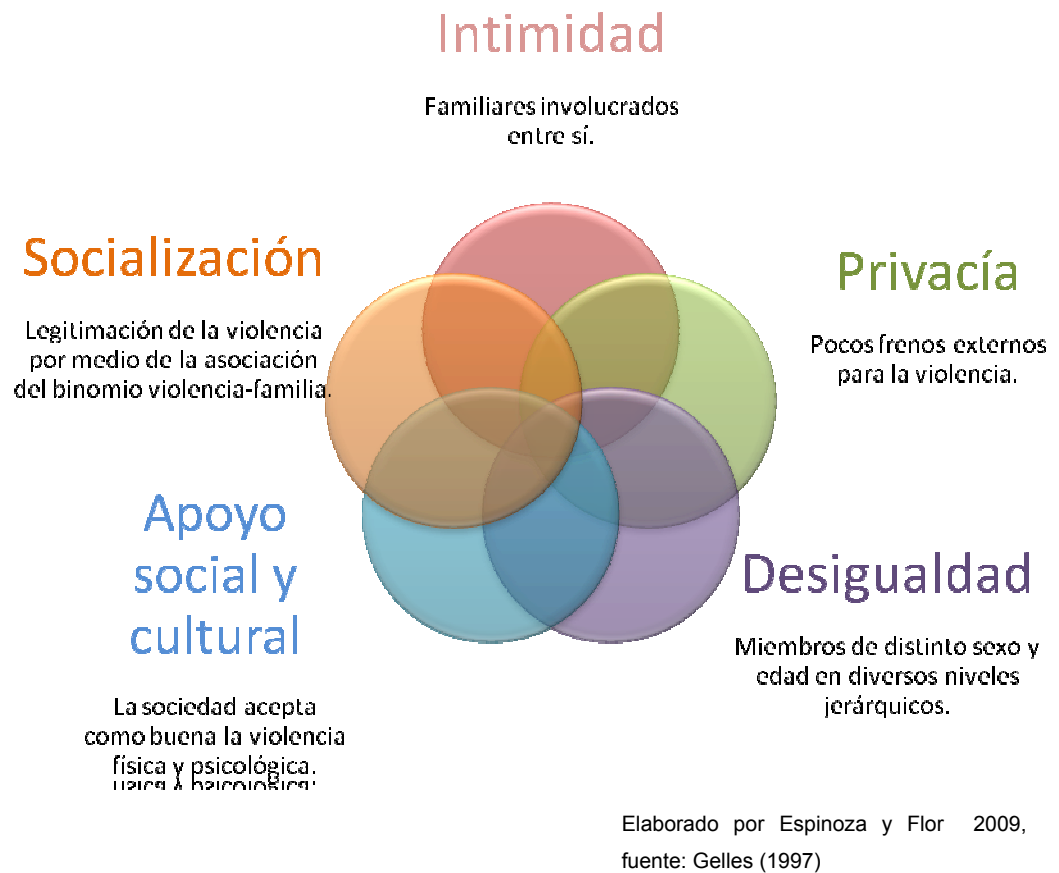 Intimidad
Familiares involucrados
entre sí.
Socialización
Legitimación de la violencia
por medio de la asociación
del binomio violencia-familia.
Privacía
Pocos frenos externos
para la violencia.
Apoyo
social y
cultural
La sociedad acepta
como buena la violencia
física y psicológica.
Desigualdad
Miembros de distinto sexo y
edad en diversos niveles
jerárquicos.
Elaborado por Espinoza y Flor 2009,
fuente: Gelles (1997)